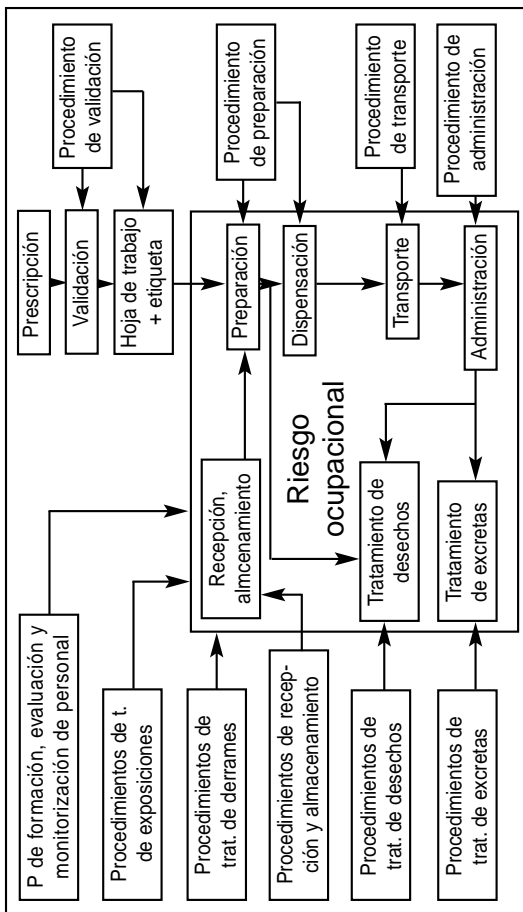 P de formación, evaluación y
monitorización de personal
Procedimientos de t.
de exposiciones
Procedimientos de
trat. de derrames
Procedimientos de recep-
ción y almacenamiento
Procedimientos de
trat. de desechos
Procedimientos de
trat. de excretas
Recepción,
almcenamiento
Riesgo
ocupacional
Tratamiento de
desechos
Tratamiento
de excretas
Prescripción
Validación
Hoja de trabajo
+ etiqueta
Preparación
Dispensación
Transporte
Administración
Procedimiento
de validación
Procedimiento
de preparación
Procedimiento
de transporte
Procedimiento de
administración